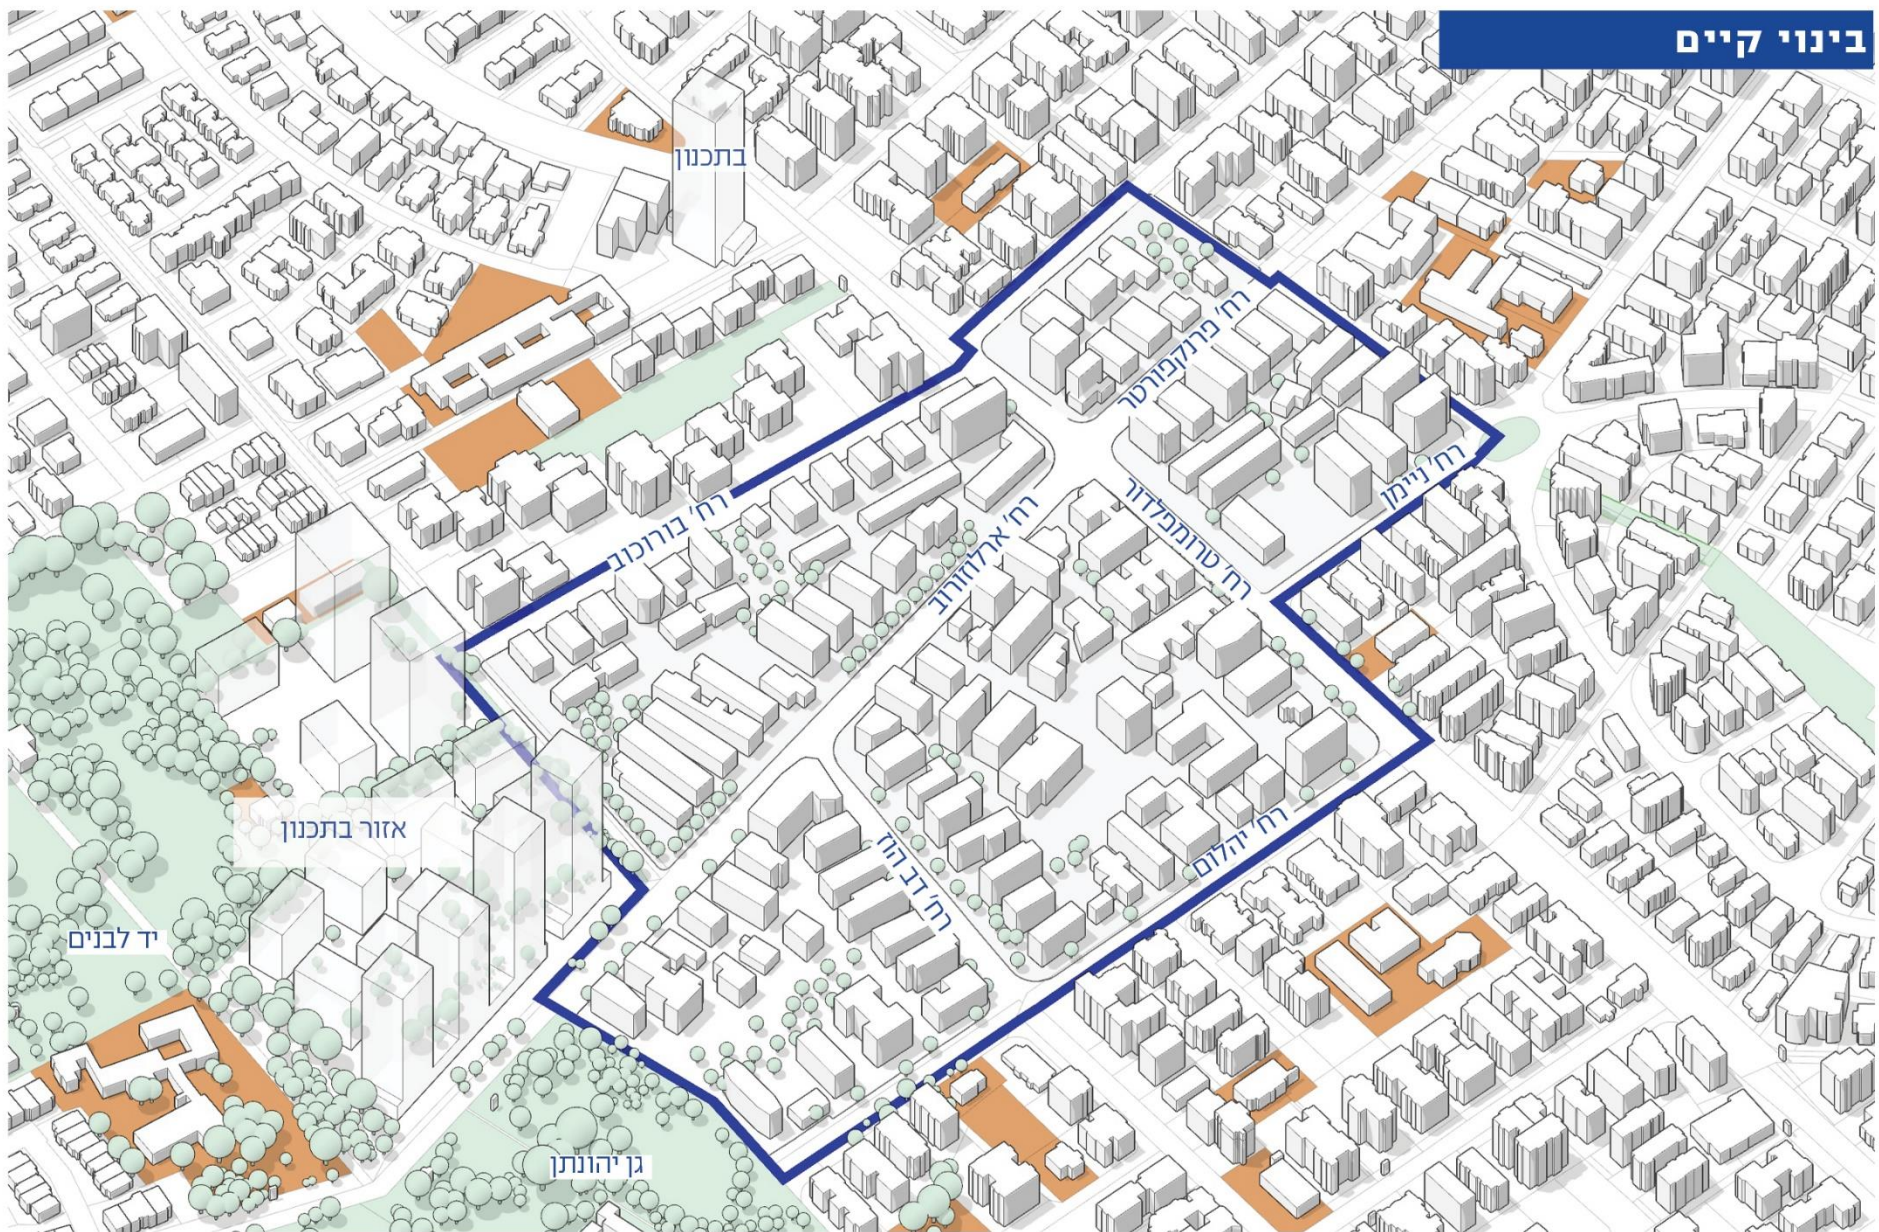 בינוי קיים
בתכנון
רח' פרנקפורטר
רח' ניימן
רח' טרומפלדור
רח' בורוכוב
רח' ארלוזורוב
רח' יהלום
רח' דב הוז
אזור בתכנון
יד לבנים
גן יהונתן